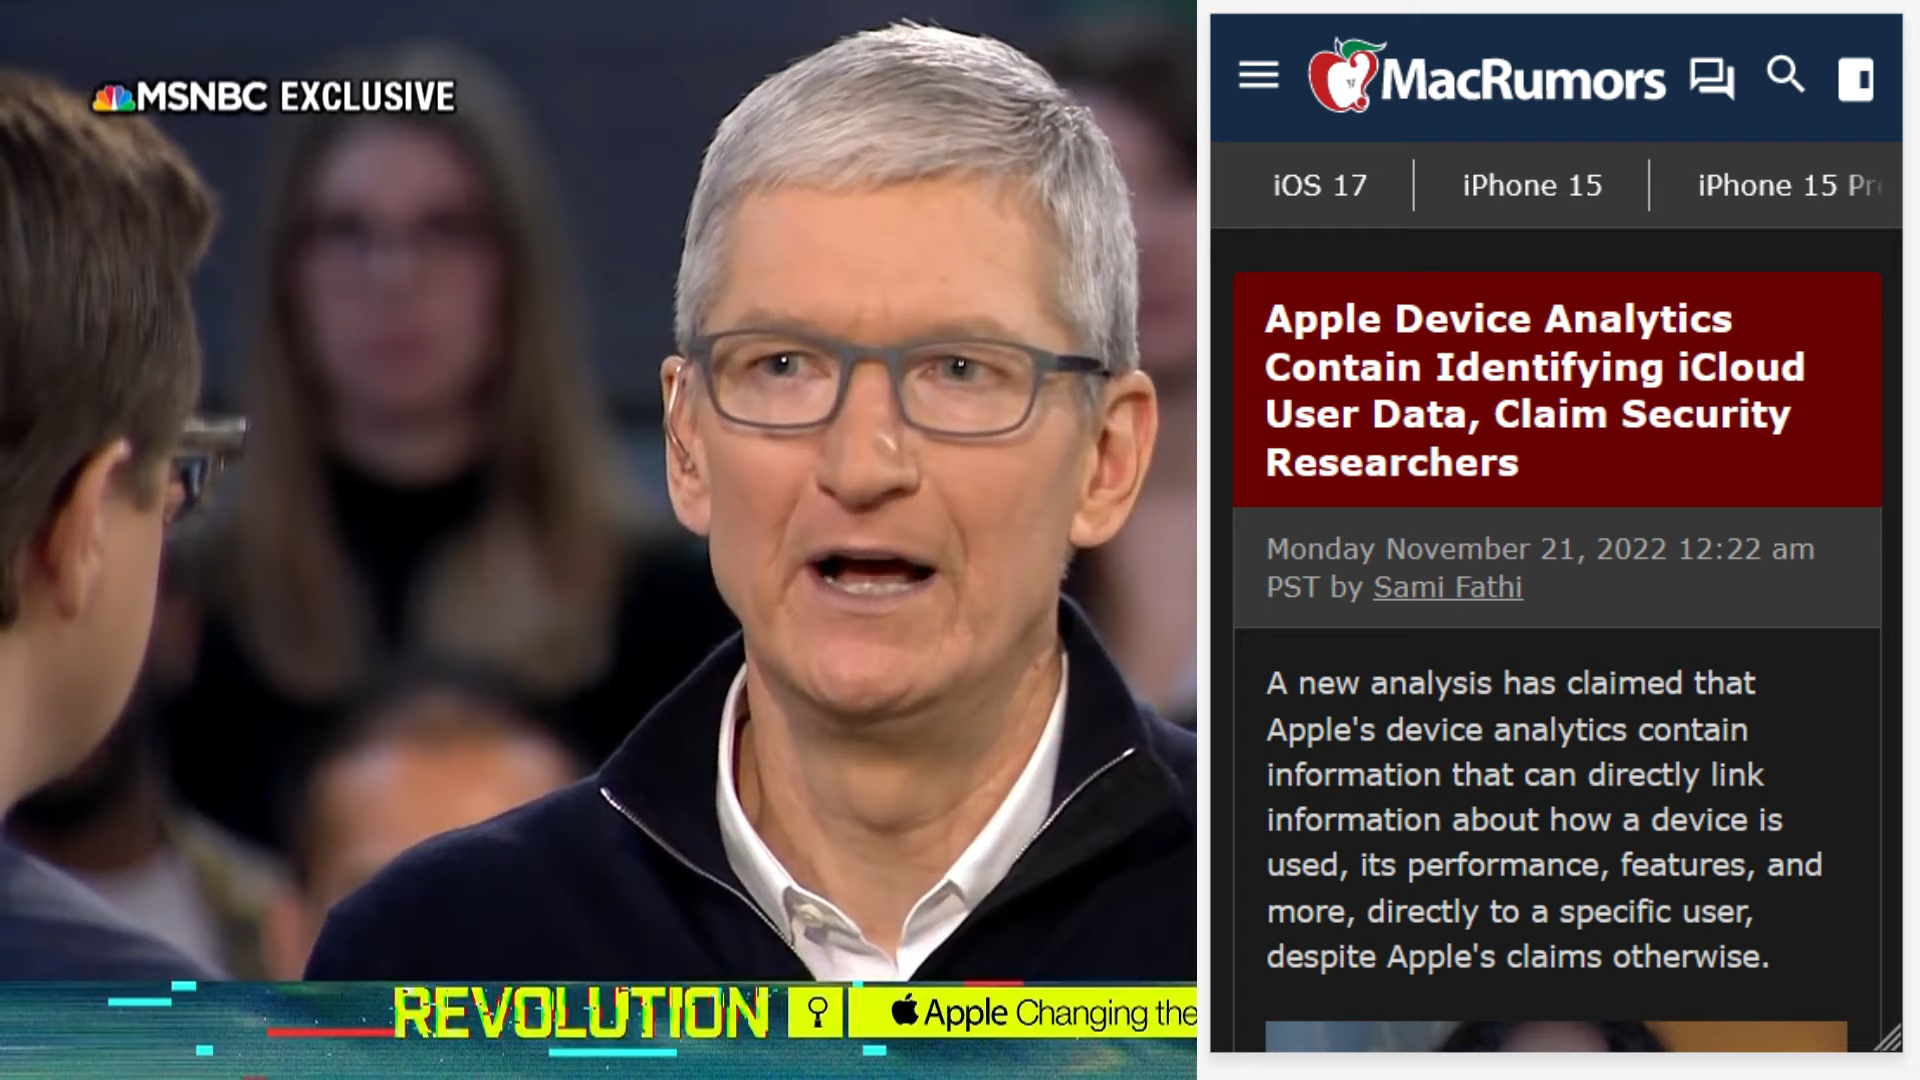 MSNBC EXCLUSIVE
REVOLUTION
Apple Changing the
MacRumors
iOS 17
iPhone 15
iPhone 15 Pro
Apple Device Analytics
Contain Identifying iCloud
User Data, Claim Security
Researchers
Monday November 21, 2022 12:22 am
PST by Sami Fathi
A new analysis has claimed that
Apple's device analytics contain
information that can directly link
information about how a device is
used, its performance, features, and
more, directly to a specific user,
despite Apple's claims otherwise.